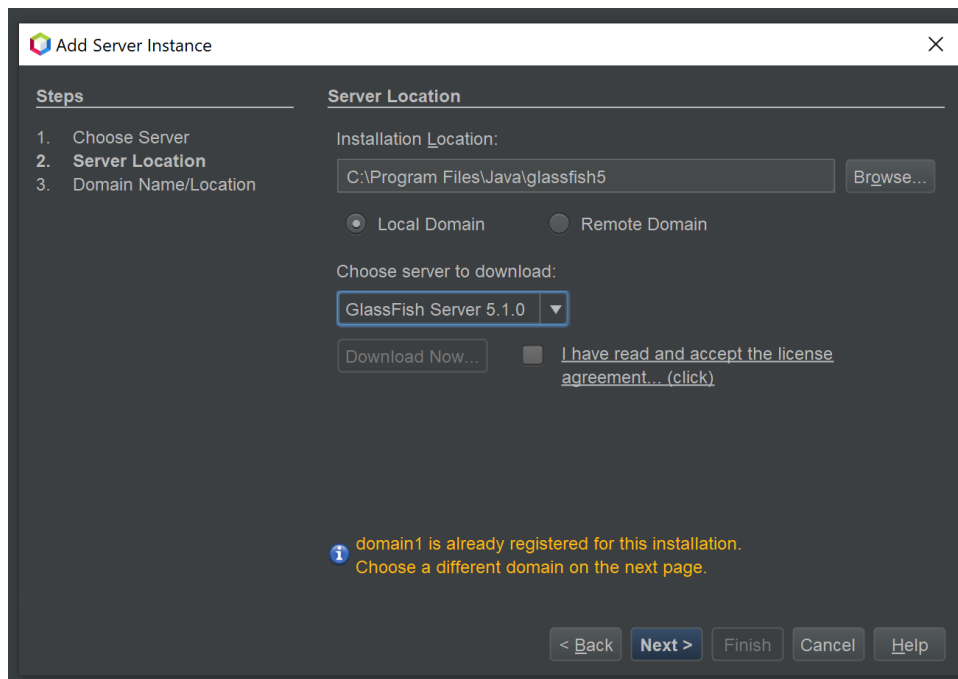 Add Server Instance
Steps
1. Choose Server
2. Server Location
3. Domain Name/Location
Server Location
Installation Location:
C:\Program Files\Java\glassfish5
Browse...
Local Domain
Remote Domain
Choose server to download:
GlassFish Server 5.1.0
Download Now...
I have read and accept the license
agreement... (click)
domain1 is already registered for this installation.
Choose a different domain on the next page.
< Back
Next >
Finish
Cancel
Help